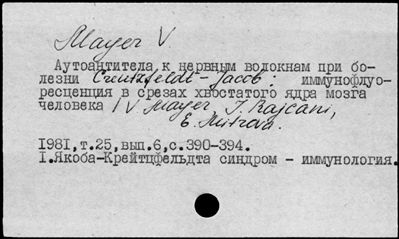 Mayer V.
Аутоантитела к нервным волокнам при бо-
лезни Creutzfeldt-Jacob: иммунофлуо-
ресценция в срезах хвостатого ядра мозга
человека / V. Mayer, J. Rajcani,
E. Mitrova.
1981,т.25,вып.6,с.390-394.
1.Якоба-Крейтцфельдта синдром - иммунология.